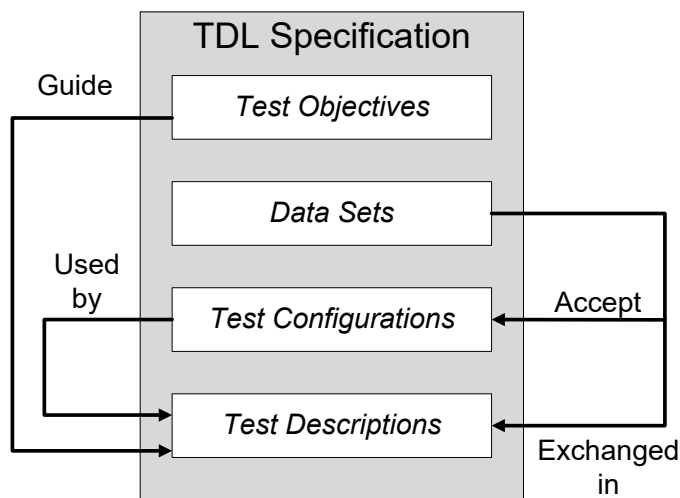 TDL Specification
Guide
Test Objectives
Data Sets
Used
by
Test Configurations
Accept
Test Descriptions
Exchanged
in